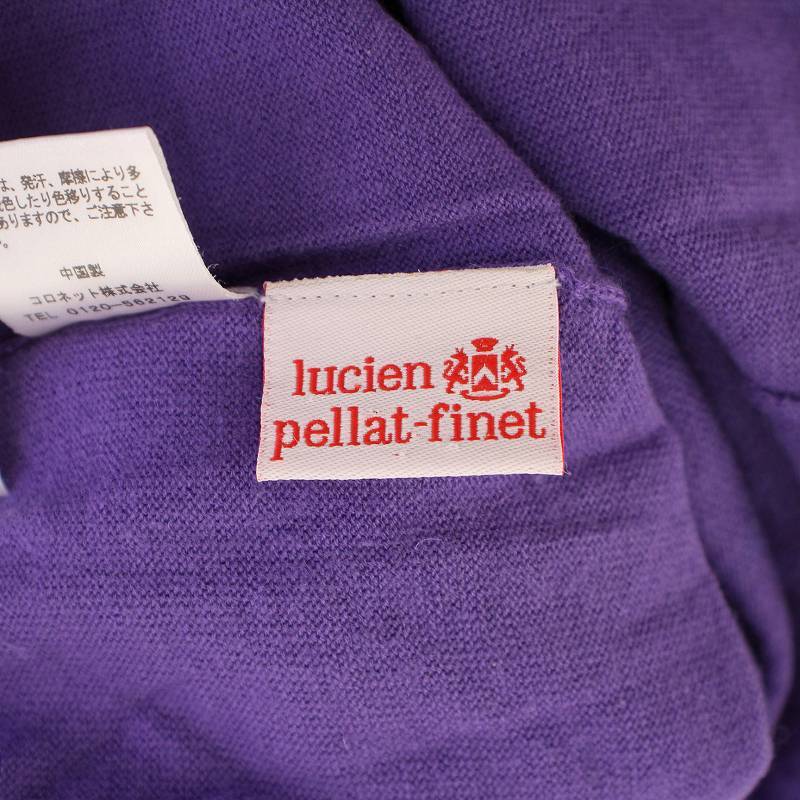 は、発汗、摩擦により多
色したり色移りすること
ありますので、ご注意下さ
い。
中国製
コロネット株式会社
TEL 0120-582129
lucien
pellat-finet